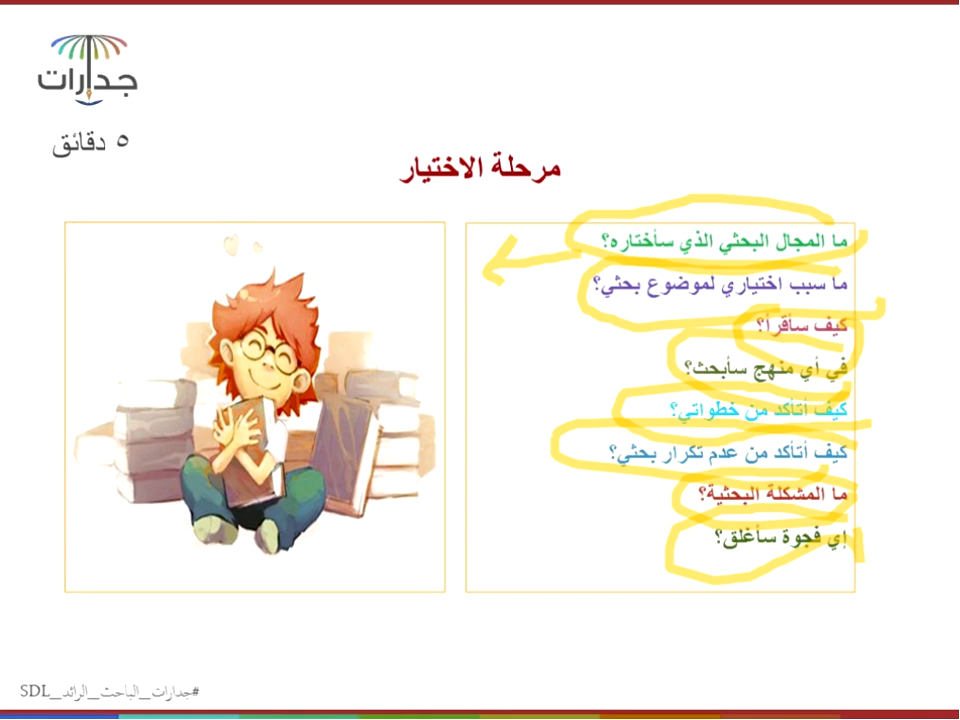 جدارات
٥ دقائق
مرحلة الاختيار
ما المجال البحثي الذي سأختاره؟
ما سبب اختياري لموضوع بحثي؟
كيف سأقرأ؟
في أي منهج سأبحث؟
كيف أتأكد من خطواتي؟
كيف أتأكد من عدم تكرار بحثي؟
ما المشكلة البحثية؟
إي فجوة سأغلق؟
#جدارات_الباحث_الرائد_SDL